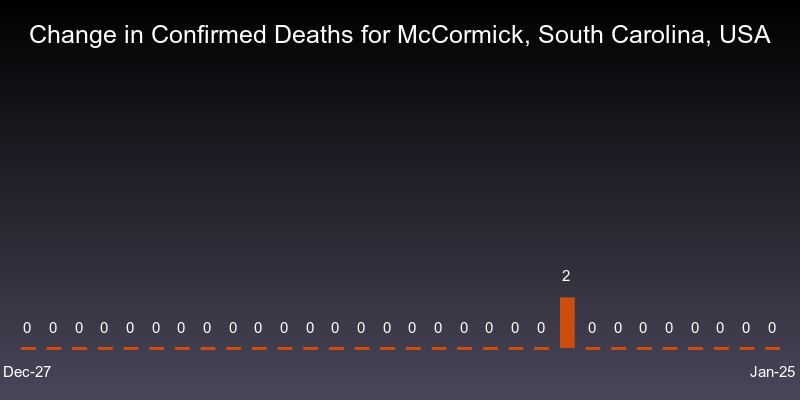 Change in Confirmed Deaths for McCormick, South Carolina, USA
2
0 0 0 0 0 0 0 0 0 0 0 0 0 0 0 0 0 0 0 0 0 0 0 0 0 0 0 0 0
Dec-27 Jan-25